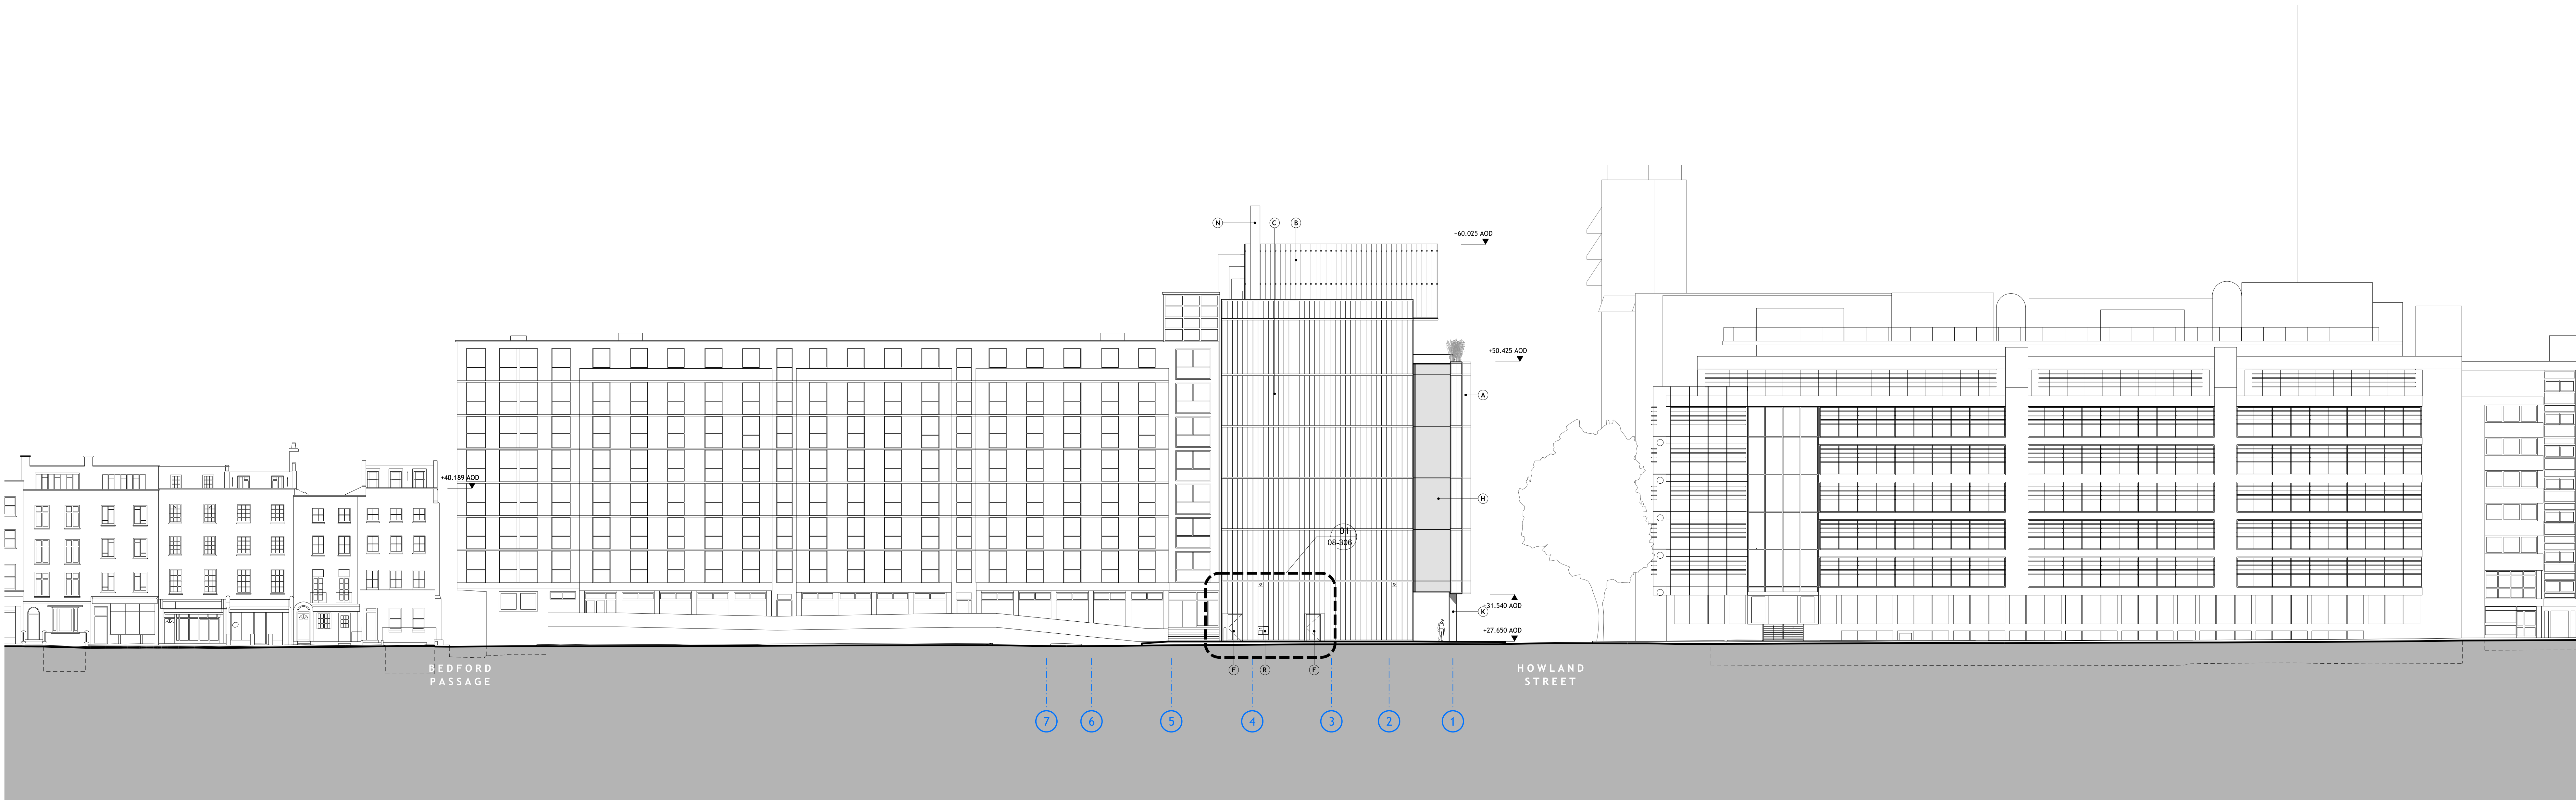 N
C
B
+60.025 AOD
+50.425 AOD
A
+40.189 AOD
H
01
08-306
+31.540 AOD
K
+27.650 AOD
BEDFORD
PASSAGE
F
R
F
HOWLAND
STREET
7
6
5
4
3
2
1